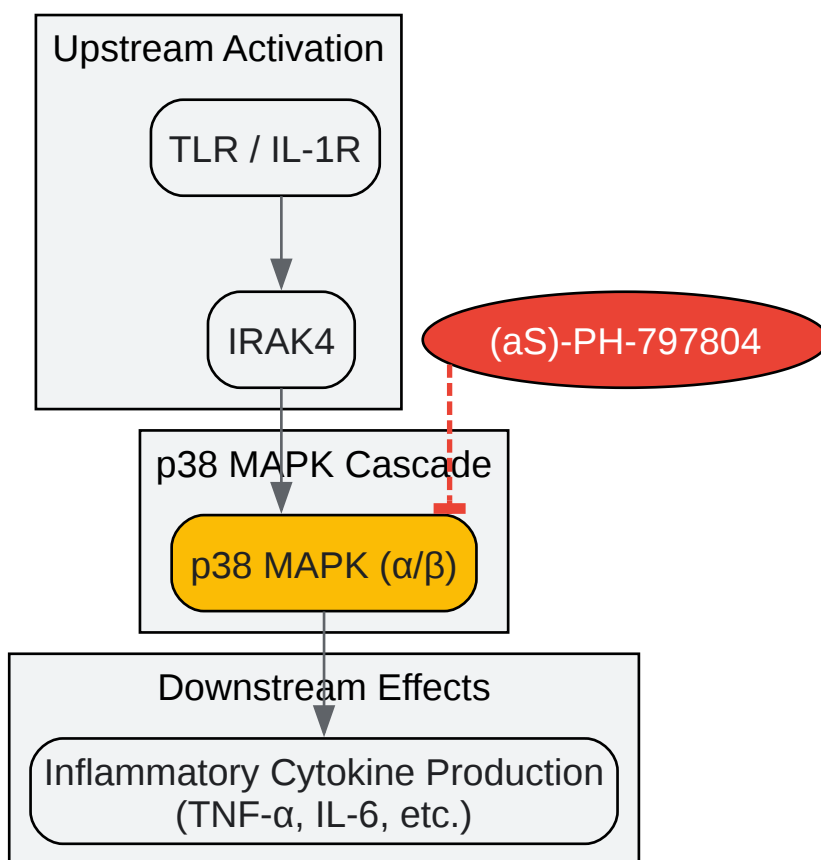 Upstream Activation
TLR / IL-1R
IRAK4
(aS)-PH-797804
p38 MAPK Cascade
p38 MAPK (α/β)
Downstream Effects
Inflammatory Cytokine Production
(TNF-α, IL-6, etc.)